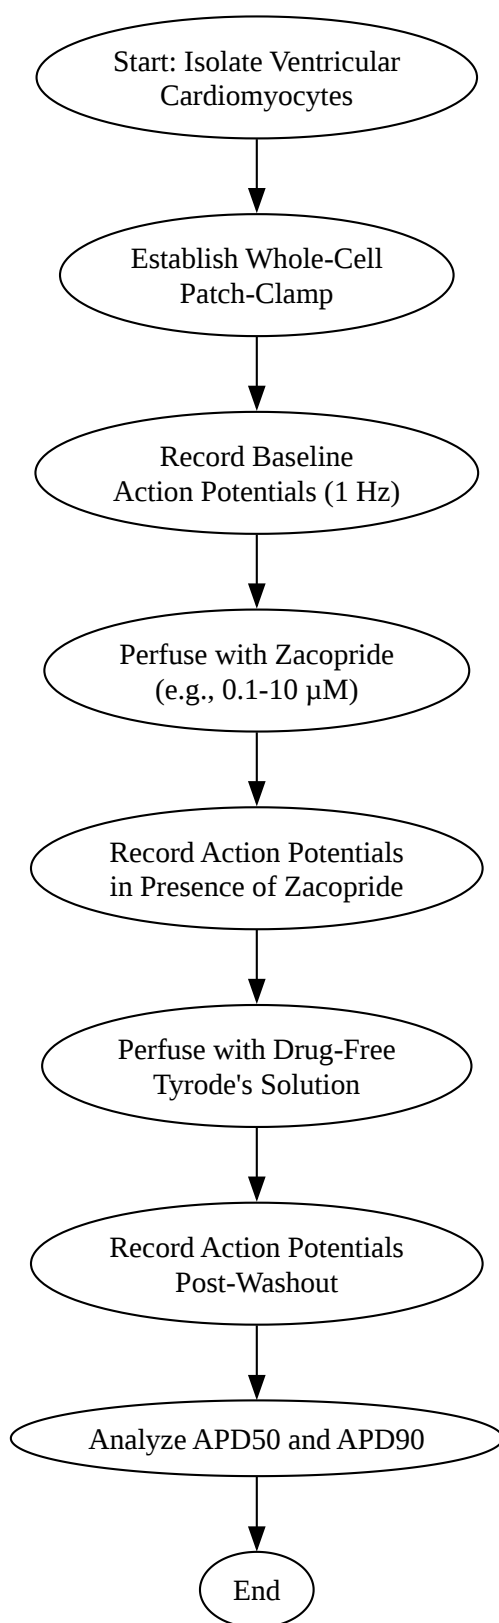 Start: Isolate Ventricular
Cardiomyocytes
Establish Whole-Cell
Patch-Clamp
Record Baseline
Action Potentials (1 Hz)
Perfuse with Zacopride
(e.g., 0.1-10 µM)
Record Action Potentials
in Presence of Zacopride
Perfuse with Drug-Free
Tyrode's Solution
Record Action Potentials
Post-Washout
Analyze APD50 and APD90
End